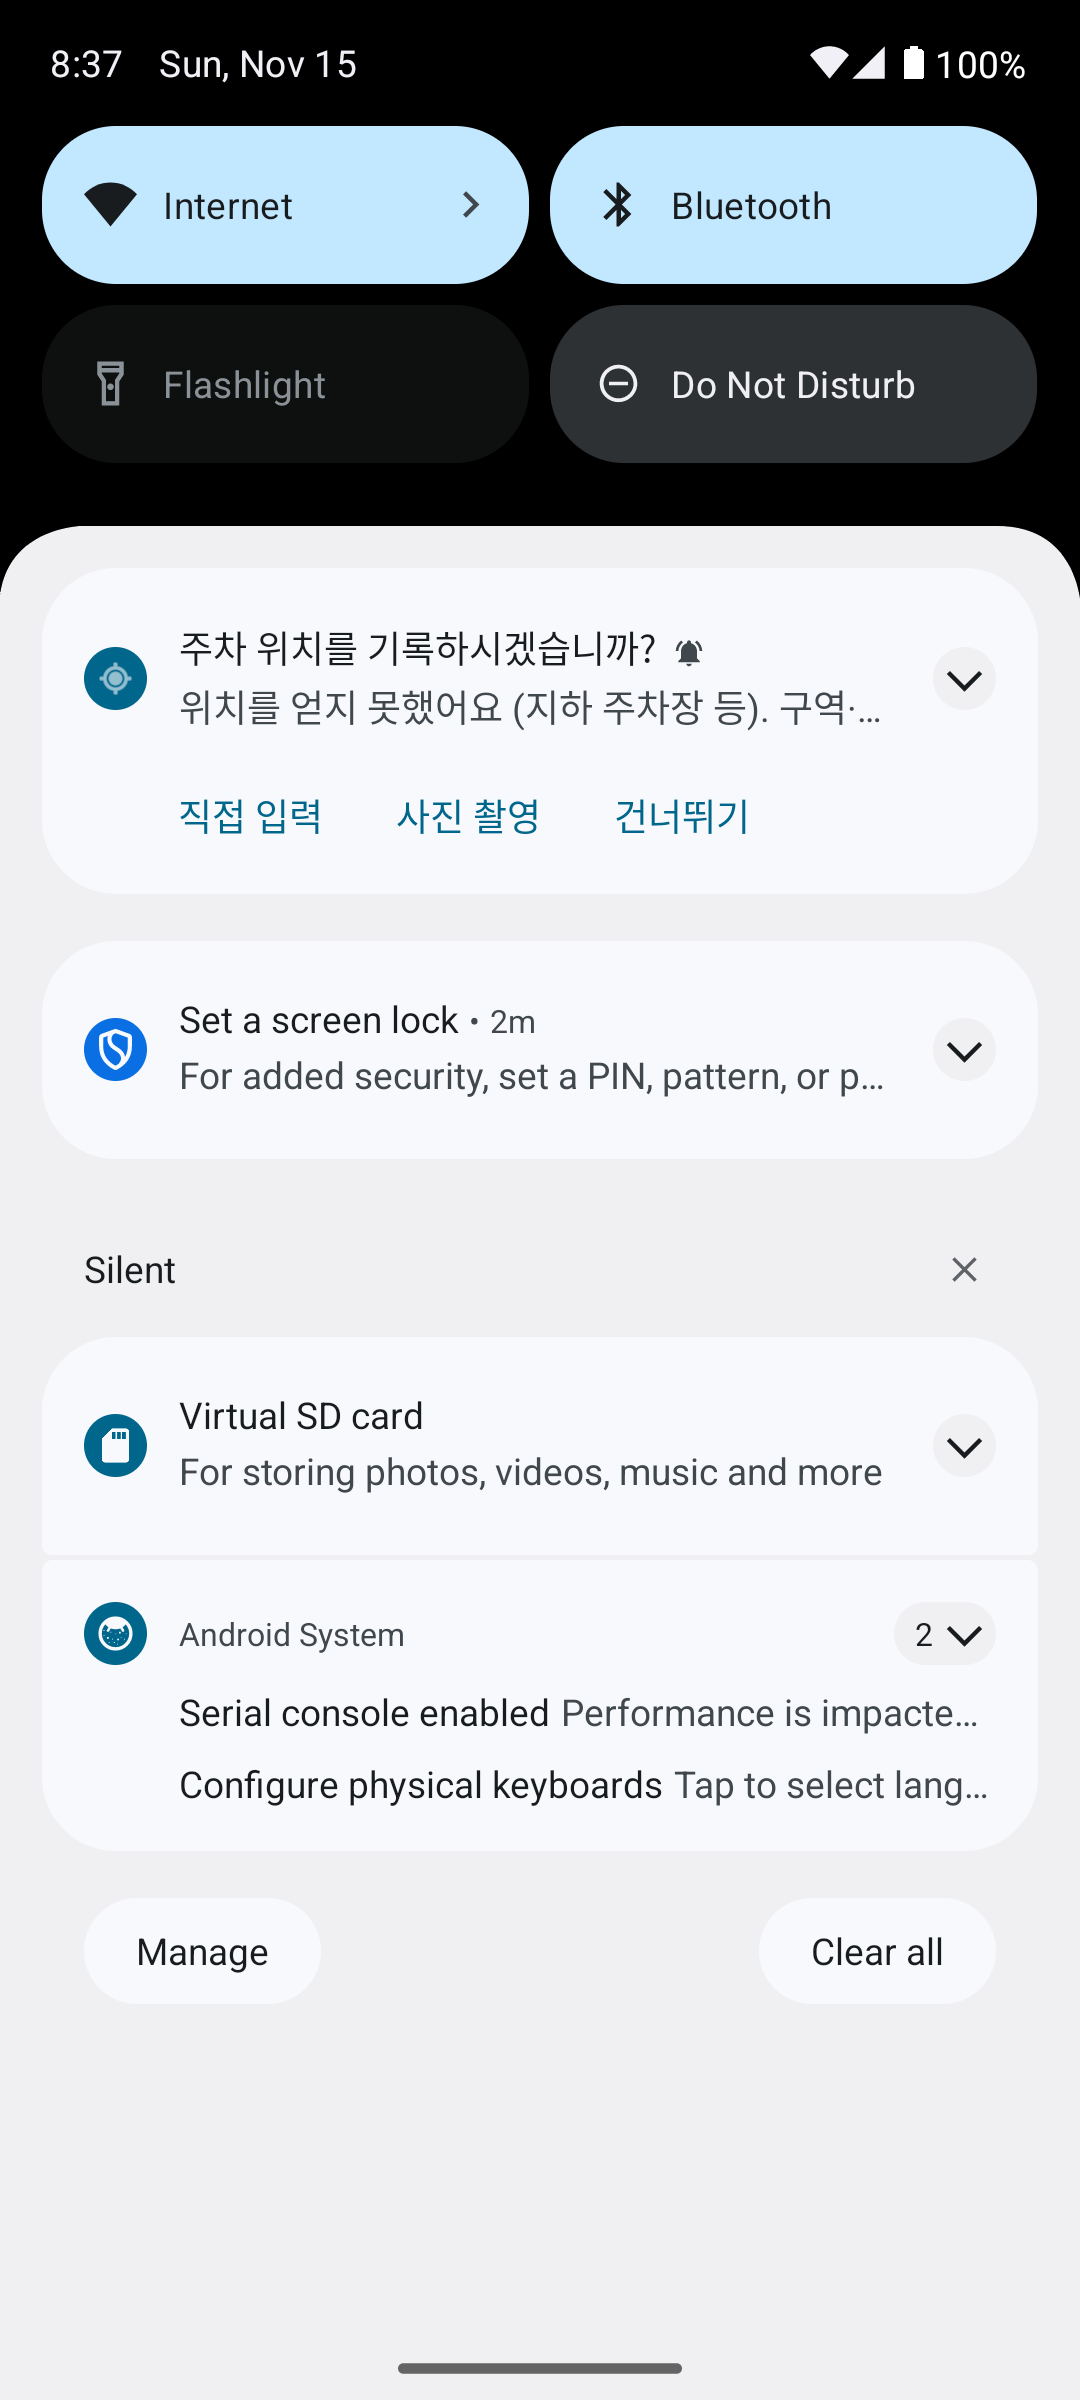 8:37 Sun, Nov 15 100%
Internet
Bluetooth
Flashlight
Do Not Disturb
주차 위치를 기록하시겠습니까?
위치를 얻지 못했어요 (지하 주차장 등). 구역·...
직접 입력 사진 촬영 건너뛰기
Set a screen lock • 2m
For added security, set a PIN, pattern, or p...
Silent
Virtual SD card
For storing photos, videos, music and more
Android System 2
Serial console enabled Performance is impacte...
Configure physical keyboards Tap to select lang...
Manage
Clear all